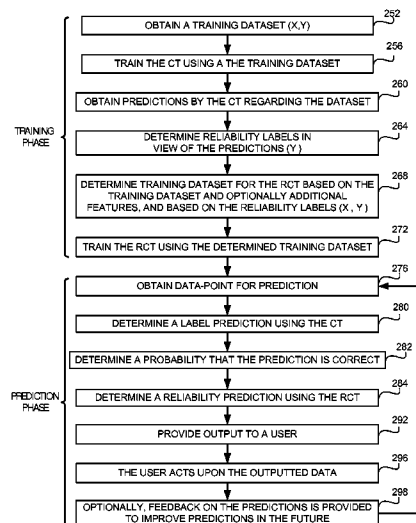 252
OBTAIN A TRAINING DATASET (X,Y)
256
TRAIN THE CT USING A THE TRAINING DATASET
260
OBTAIN PREDICTIONS BY THE CT REGARDING THE DATASET
264
DETERMINE RELIABILITY LABELS IN
VIEW OF THE PREDICTIONS (Y )
TRAINING
PHASE
268
DETERMINE TRAINING DATASET FOR THE RCT BASED ON THE
TRAINING DATASET AND OPTIONALLY ADDITIONAL
FEATURES, AND BASED ON THE RELIABILITY LABELS (X , Y )
272
TRAIN THE RCT USING THE DETERMINED TRAINING DATASET
276
OBTAIN DATA-POINT FOR PREDICTION
280
DETERMINE A LABEL PREDICTION USING THE CT
282
DETERMINE A PROBABILITY THAT THE PREDICTION IS CORRECT
284
PREDICTION
PHASE
DETERMINE A RELIABILITY PREDICTION USING THE RCT
292
PROVIDE OUTPUT TO A USER
296
THE USER ACTS UPON THE OUTPUTTED DATA
298
OPTIONALLY, FEEDBACK ON THE PREDICTIONS IS PROVIDED
TO IMPROVE PREDICTIONS IN THE FUTURE